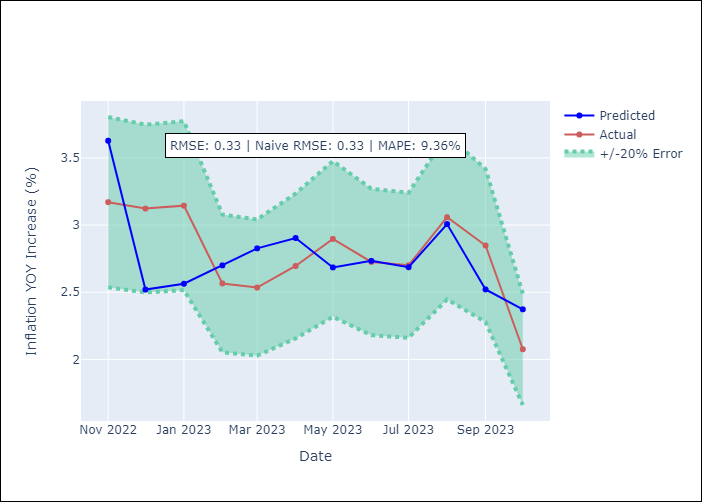 RMSE: 0.33 | Naive RMSE: 0.33 | MAPE: 9.36%
Predicted
Actual
+/-20% Error
3.5
3
2.5
2
Inflation YOY Increase (%)
Nov 2022
Jan 2023
Mar 2023
May 2023
Jul 2023
Sep 2023
Date